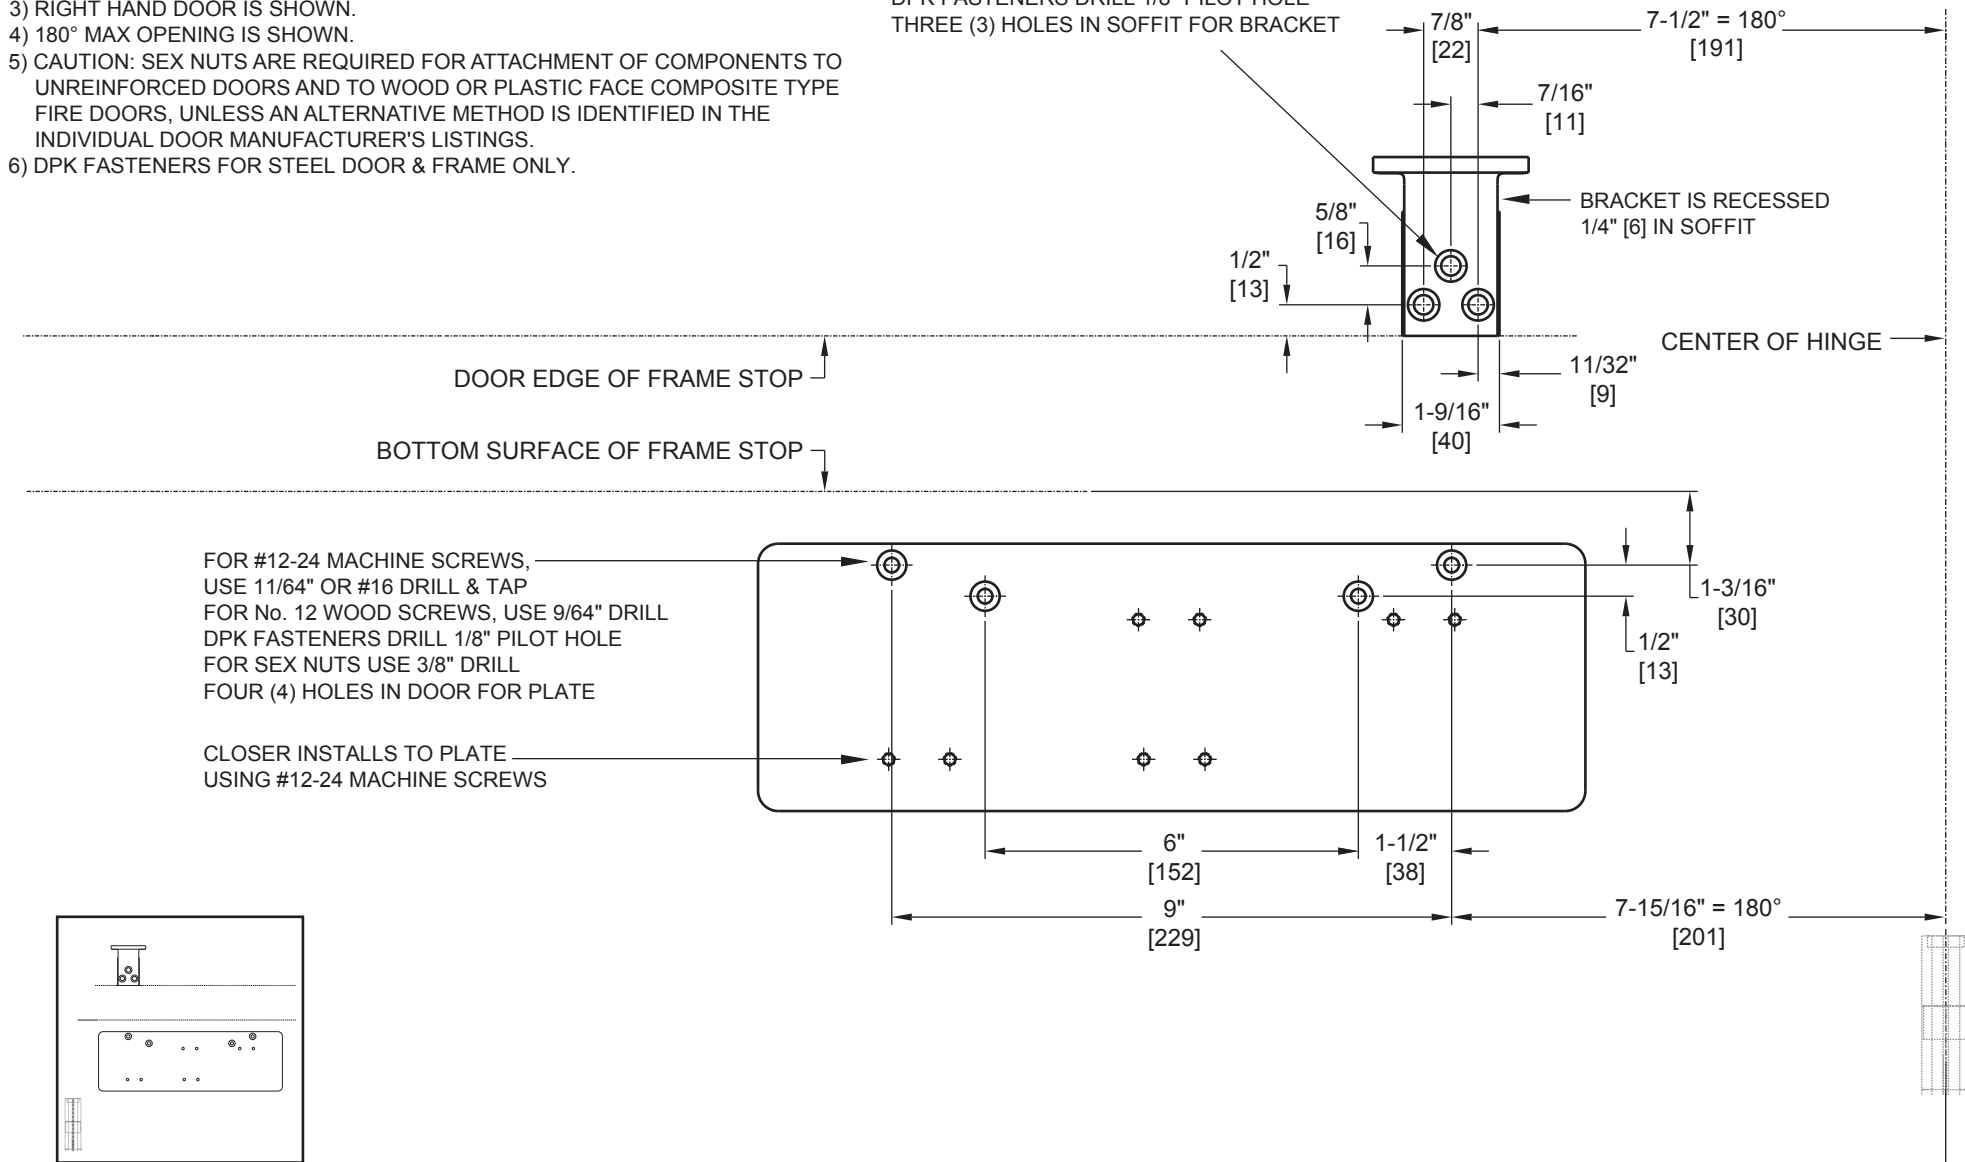 3) RIGHT HAND DOOR IS SHOWN.
4) 180° MAX OPENING IS SHOWN.
5) CAUTION: SEX NUTS ARE REQUIRED FOR ATTACHMENT OF COMPONENTS TO
UNREINFORCED DOORS AND TO WOOD OR PLASTIC FACE COMPOSITE TYPE
FIRE DOORS, UNLESS AN ALTERNATIVE METHOD IS IDENTIFIED IN THE
INDIVIDUAL DOOR MANUFACTURER'S LISTINGS.
6) DPK FASTENERS FOR STEEL DOOR & FRAME ONLY.
DPK FASTENERS DRILL 1/8" PILOT HOLE
THREE (3) HOLES IN SOFFIT FOR BRACKET
7/8"
[22]
7-1/2" = 180°
[191]
7/16"
[11]
BRACKET IS RECESSED
1/4" [6] IN SOFFIT
5/8"
[16]
1/2"
[13]
CENTER OF HINGE
11/32"
[9]
1-9/16"
[40]
DOOR EDGE OF FRAME STOP
BOTTOM SURFACE OF FRAME STOP
FOR #12-24 MACHINE SCREWS,
USE 11/64" OR #16 DRILL & TAP
FOR No. 12 WOOD SCREWS, USE 9/64" DRILL
DPK FASTENERS DRILL 1/8" PILOT HOLE
FOR SEX NUTS USE 3/8" DRILL
FOUR (4) HOLES IN DOOR FOR PLATE
1-3/16"
[30]
1/2"
[13]
CLOSER INSTALLS TO PLATE
USING #12-24 MACHINE SCREWS
6"
[152]
1-1/2"
[38]
9"
[229]
7-15/16" = 180°
[201]